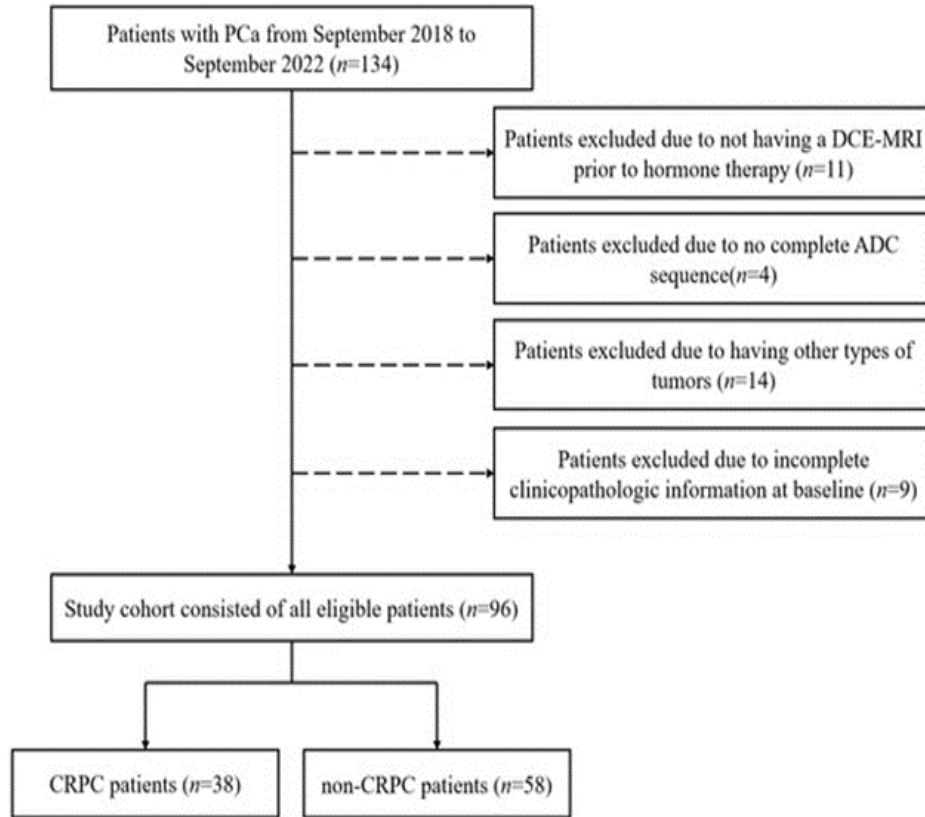 Patients with PCa from September 2018 to
September 2022 (n=134)
Patients excluded due to not having a DCE-MRI
prior to hormone therapy (n=11)
Patients excluded due to no complete ADC
sequence(n=4)
Patients excluded due to having other types of
tumors (n=14)
Patients excluded due to incomplete
clinicopathologic information at baseline (n=9)
Study cohort consisted of all eligible patients (n=96)
CRPC patients (n=38)
non-CRPC patients (n=58)